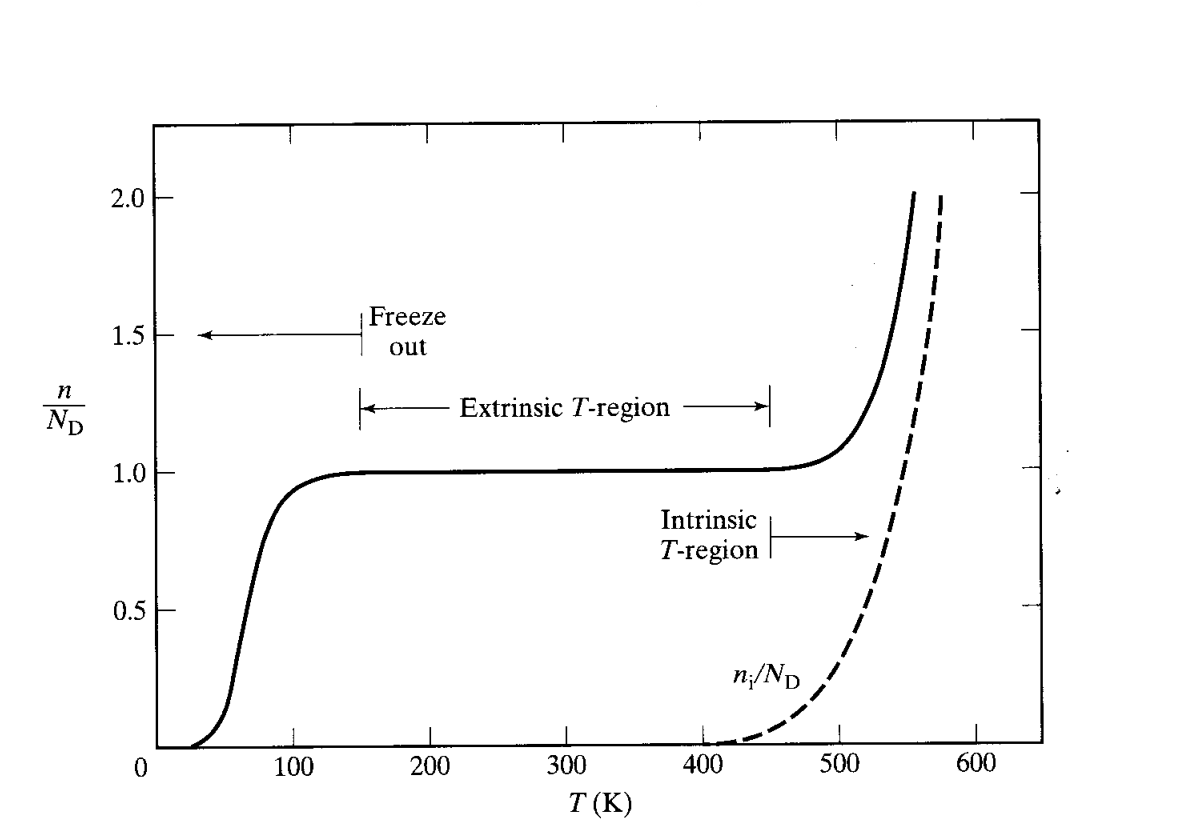 2.0
1.5
1.0
0.5
n
N_D
Freeze
out
Extrinsic T-region
Intrinsic
T-region
n_i/N_D
0
100
200
300
400
500
600
T (K)